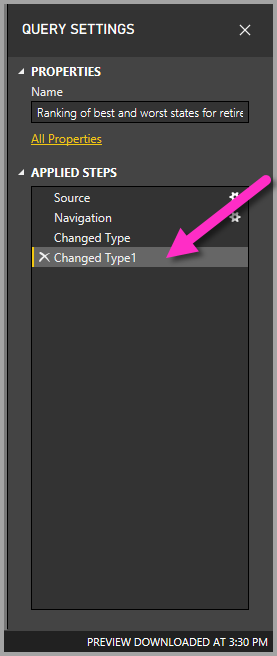 QUERY SETTINGS
PROPERTIES
Name
Ranking of best and worst states for retire
All Properties
APPLIED STEPS
Source
Navigation
Changed Type
Changed Type1
PREVIEW DOWNLOADED AT 3:30 PM